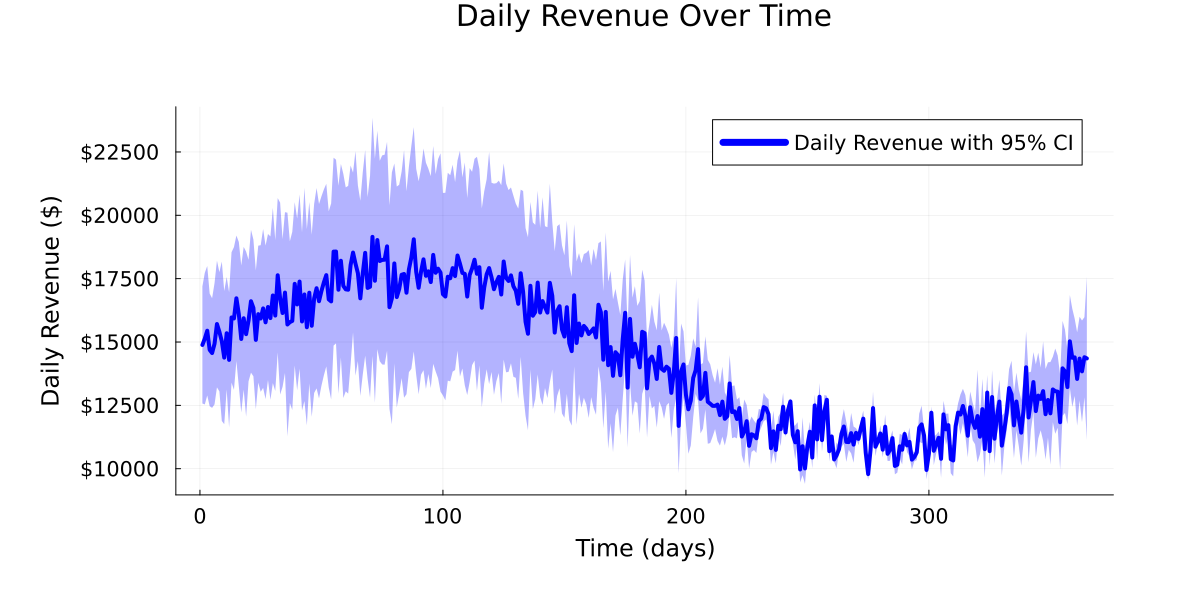 Daily Revenue Over Time
Daily Revenue with 95% CI
Daily Revenue ($)
$22500
$20000
$17500
$15000
$12500
$10000
0 100 200 300
Time (days)